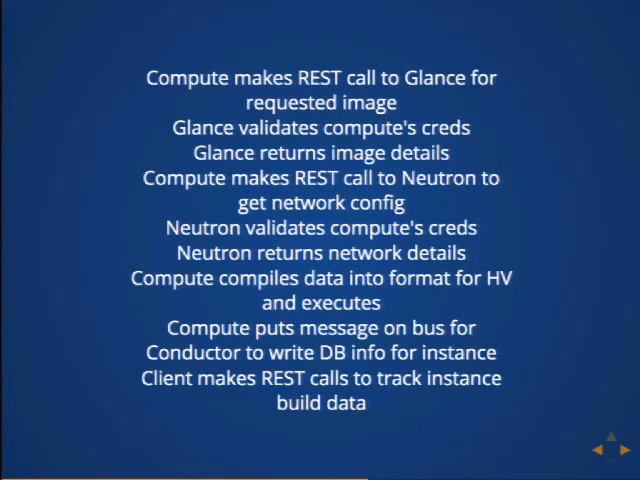 Compute makes REST call to Glance for
requested image
Glance validates compute's creds
Glance returns image details
Compute makes REST call to Neutron to
get network config
Neutron validates compute's creds
Neutron returns network details
Compute compiles data into format for HV
and executes
Compute puts message on bus for
Conductor to write DB info for instance
Client makes REST calls to track instance
build data